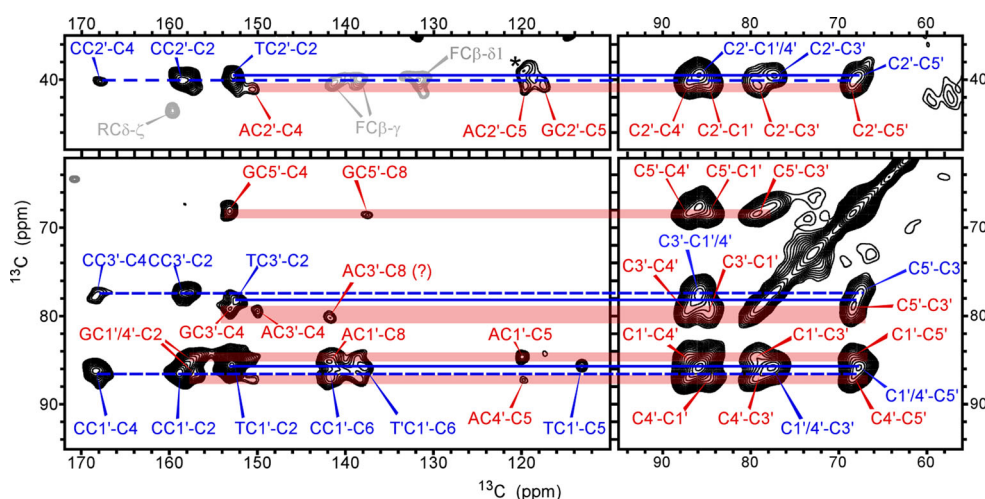 170 160 150 140 130 120 90 80 70 60
CC2'-C4 CC2'-C2 TC2'-C2 FCβ-δ1 * C2'-C1'/4' C2'-C3' C2'-C5'
40 40
RCδ-ζ AC2'-C4 FCβ-γ AC2'-C5 GC2'-C5 C2'-C4' C2'-C1' C2'-C3' C2'-C5'
GC5'-C4 GC5'-C8 C5'-C4' C5'-C1' C5'-C3'
70 70
CC3'-C4 CC3'-C2 TC3'-C2 C3'-C1'/4' C5'-C3
AC3'-C8 (?) C3'-C4' C3'-C1'
80 80
GC1'/4'-C2 GC3'-C4 AC3'-C4 AC1'-C8 AC1'-C5 C1'-C4' C1'-C3' C1'-C5' C5'-C3'
90 90
AC4'-C5 C1'/4'-C5'
CC1'-C4 CC1'-C2 TC1'-C2 CC1'-C6 T'C1'-C6 TC1'-C5 C4'-C1' C4'-C3' C1'/4'-C3' C4'-C5'
170 160 150 140 130 120 90 80 70 60
13C (ppm)
13C (ppm)
13C (ppm)